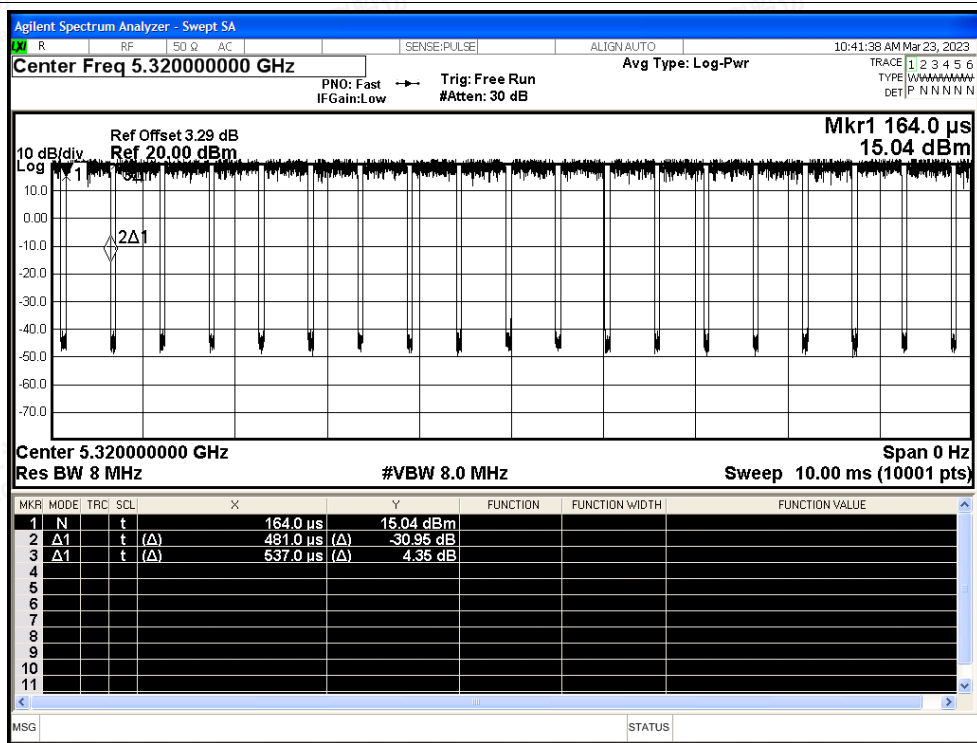 Agilent Spectrum Analyzer - Swept SA
LXI R RF 50 Ω AC SENSE:PULSE ALIGN AUTO 10:41:38 AM Mar 23, 2023
Center Freq 5.320000000 GHz
PNO: Fast
IFGain:Low
Trig: Free Run
#Atten: 30 dB
Avg Type: Log-Pwr
TRACE 1 2 3 4 5 6
TYPE
DET P N N N N N
Mkr1 164.0 µs
15.04 dBm
Ref Offset 3.29 dB
10 dB/div Ref 20.00 dBm
Log
1
10.0
0.00
2Δ1
-10.0
-20.0
-30.0
-40.0
-50.0
-60.0
-70.0
Center 5.320000000 GHz Span 0 Hz
Res BW 8 MHz #VBW 8.0 MHz Sweep 10.00 ms (10001 pts)
MKR MODE TRC SCL X Y FUNCTION FUNCTION WIDTH FUNCTION VALUE
1 N t 164.0 µs 15.04 dBm
2 Δ1 t (Δ) 481.0 µs (Δ) -30.95 dB
3 Δ1 t (Δ) 537.0 µs (Δ) 4.35 dB
4
5
6
7
8
9
10
11
MSG STATUS